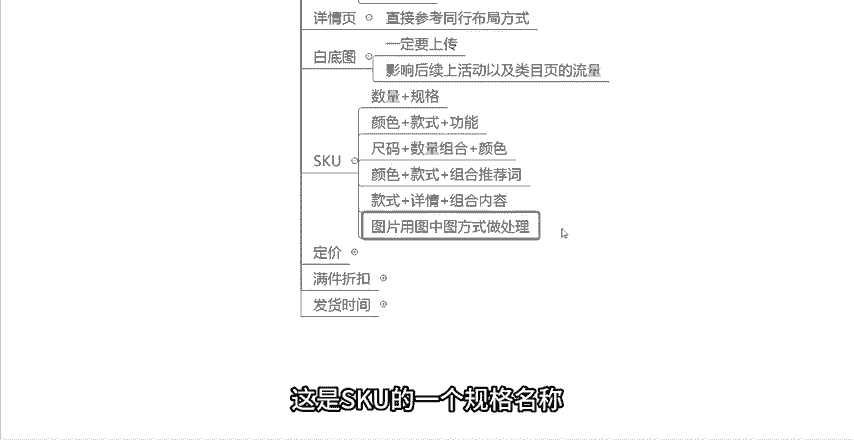 详情页
直接参考同行布局方式
白底图
一定要上传
影响后续上活动以及类目页的流量
SKU
数量+规格
颜色+款式+功能
尺码+数量组合+颜色
颜色+款式+组合推荐词
款式+详情+组合内容
图片用图中图方式做处理
定价
满件折扣
发货时间
这是SKU的一个规格名称